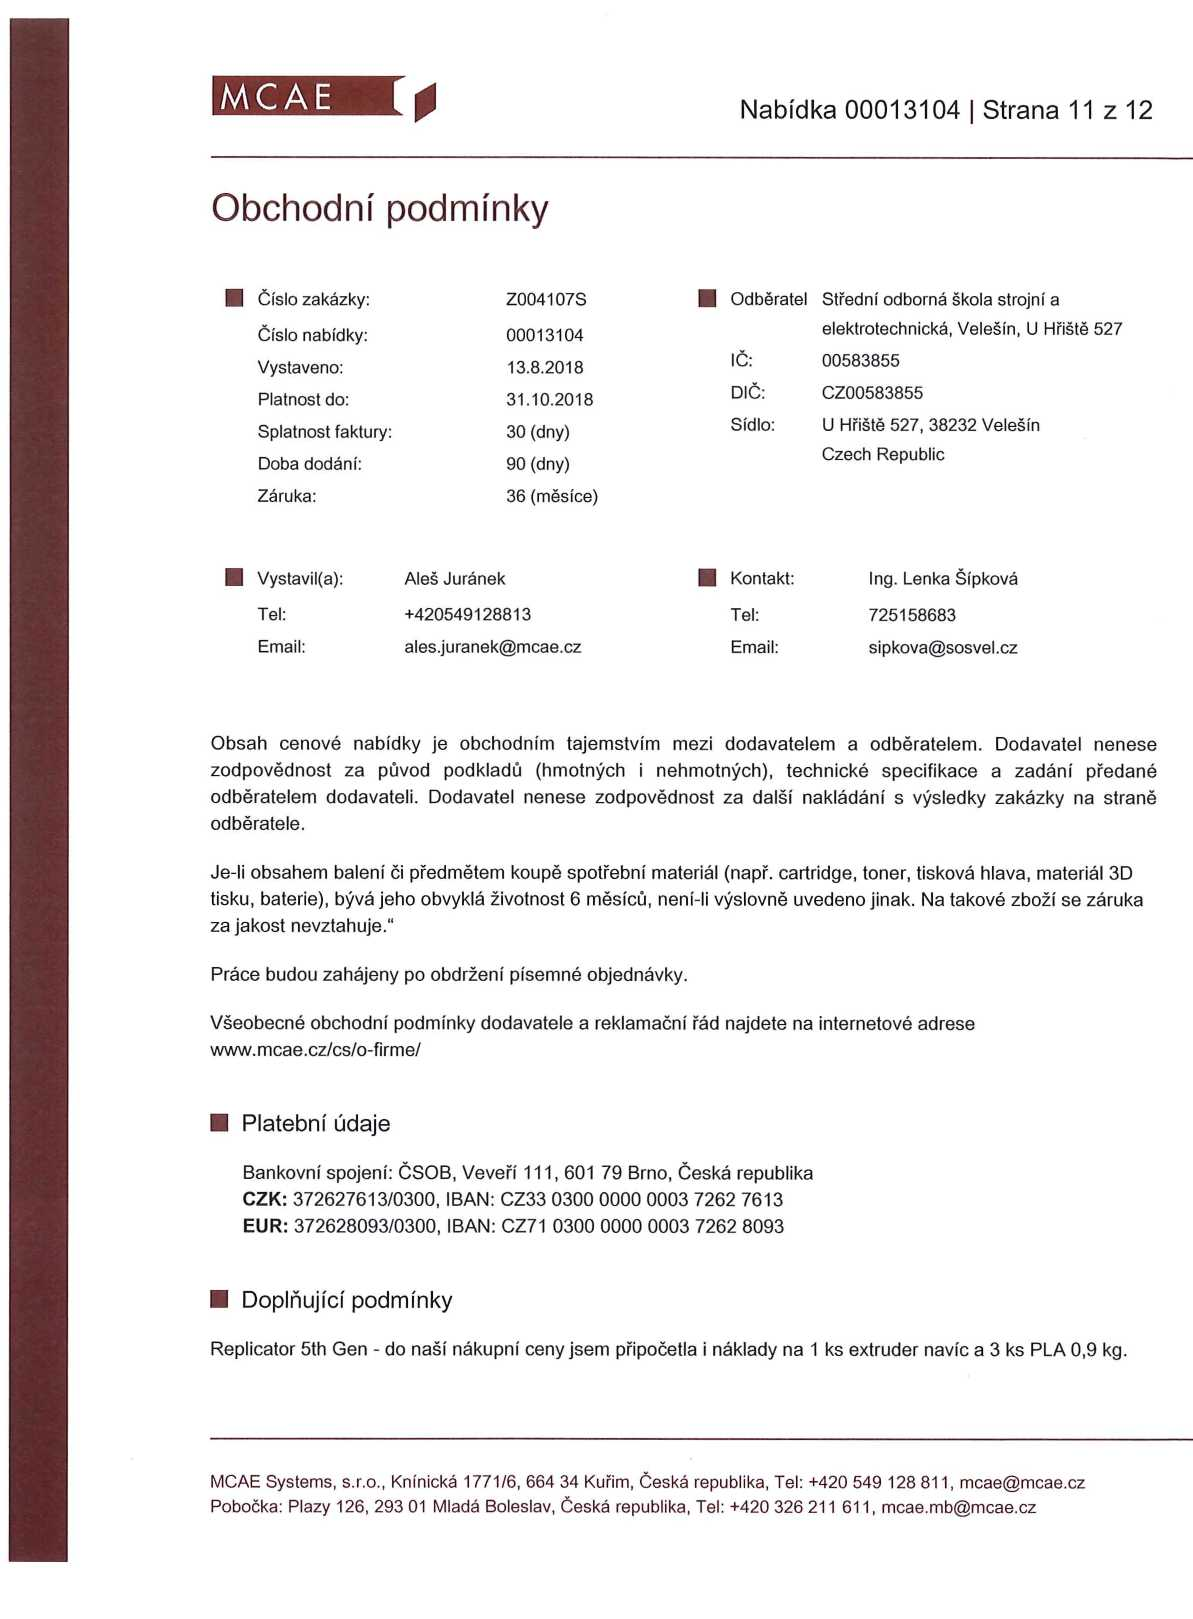 MCAE
Nabídka 00013104 | Strana 11 z 12
Obchodní podmínky
Číslo zakázky: Z004107S
Číslo nabídky: 00013104
Vystaveno: 13.8.2018
Platnost do: 31.10.2018
Splatnost faktury: 30 (dny)
Doba dodání: 90 (dny)
Záruka: 36 (měsíce)
Odběratel Střední odborná škola strojní a
elektrotechnická, Velešín, U Hřiště 527
IČ: 00583855
DIČ: CZ00583855
Sídlo: U Hřiště 527, 38232 Velešín
Czech Republic
Vystavil(a): Aleš Juránek
Tel: +420549128813
Email: ales.juranek@mcae.cz
Kontakt: Ing. Lenka Šípková
Tel: 725158683
Email: sipkova@sosvel.cz
Obsah cenové nabídky je obchodním tajemstvím mezi dodavatelem a odběratelem. Dodavatel nenese
zodpovědnost za původ podkladů (hmotných i nehmotných), technické specifikace a zadání předané
odběratelem dodavateli. Dodavatel nenese zodpovědnost za další nakládání s výsledky zakázky na straně
odběratele.
Je-li obsahem balení či předmětem koupě spotřební materiál (např. cartridge, toner, tisková hlava, materiál 3D
tisku, baterie), bývá jeho obvyklá životnost 6 měsíců, není-li výslovně uvedeno jinak. Na takové zboží se záruka
za jakost nevztahuje.“
Práce budou zahájeny po obdržení písemné objednávky.
Všeobecné obchodní podmínky dodavatele a reklamační řád najdete na internetové adrese
www.mcae.cz/cs/o-firme/
Platební údaje
Bankovní spojení: ČSOB, Veveří 111, 601 79 Brno, Česká republika
CZK: 372627613/0300, IBAN: CZ33 0300 0000 0003 7262 7613
EUR: 372628093/0300, IBAN: CZ71 0300 0000 0003 7262 8093
Doplňující podmínky
Replicator 5th Gen - do naší nákupní ceny jsem připočetla i náklady na 1 ks extruder navíc a 3 ks PLA 0,9 kg.
MCAE Systems, s.r.o., Knínická 1771/6, 664 34 Kuřim, Česká republika, Tel: +420 549 128 811, mcae@mcae.cz
Pobočka: Plazy 126, 293 01 Mladá Boleslav, Česká republika, Tel: +420 326 211 611, mcae.mb@mcae.cz